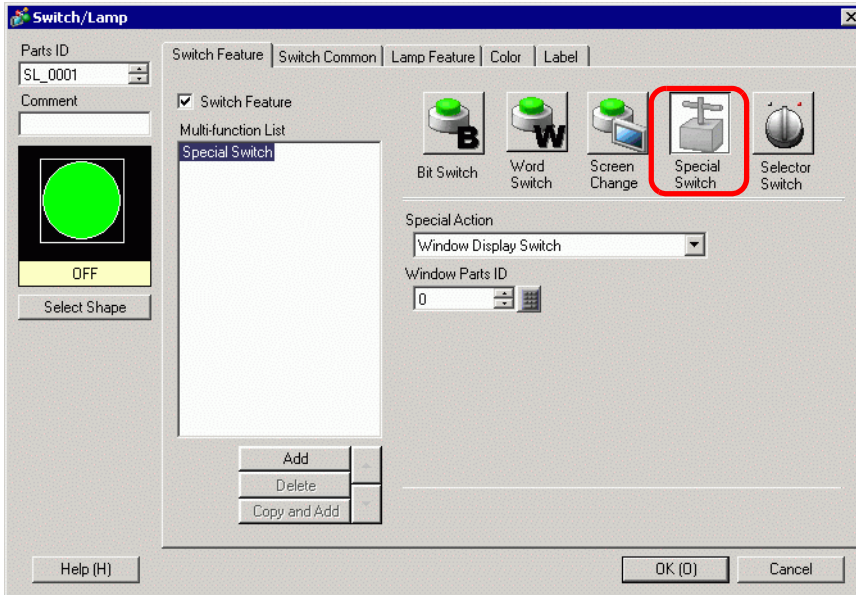 Switch/Lamp
Parts ID
SL_0001
Comment
OFF
Select Shape
Switch Feature
Switch Common
Lamp Feature
Color
Label
Switch Feature
Multi-function List
Special Switch
Add
Delete
Copy and Add
B
W
Bit Switch
Word
Switch
Screen
Change
Special
Switch
Selector
Switch
Special Action
Window Display Switch
Window Parts ID
0
Help (H)
OK (O)
Cancel